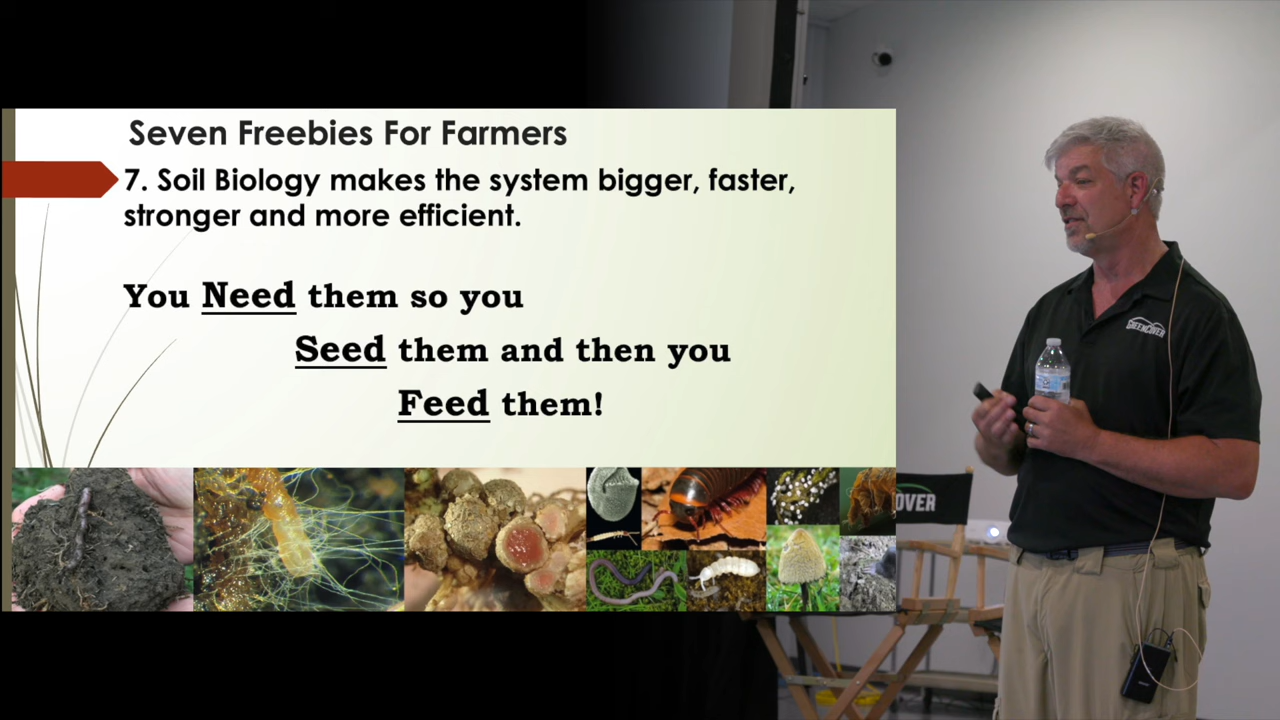 Seven Freebies For Farmers
7. Soil Biology makes the system bigger, faster,
stronger and more efficient.
You Need them so you
Seed them and then you
Feed them!
GREENCOVER
OVER